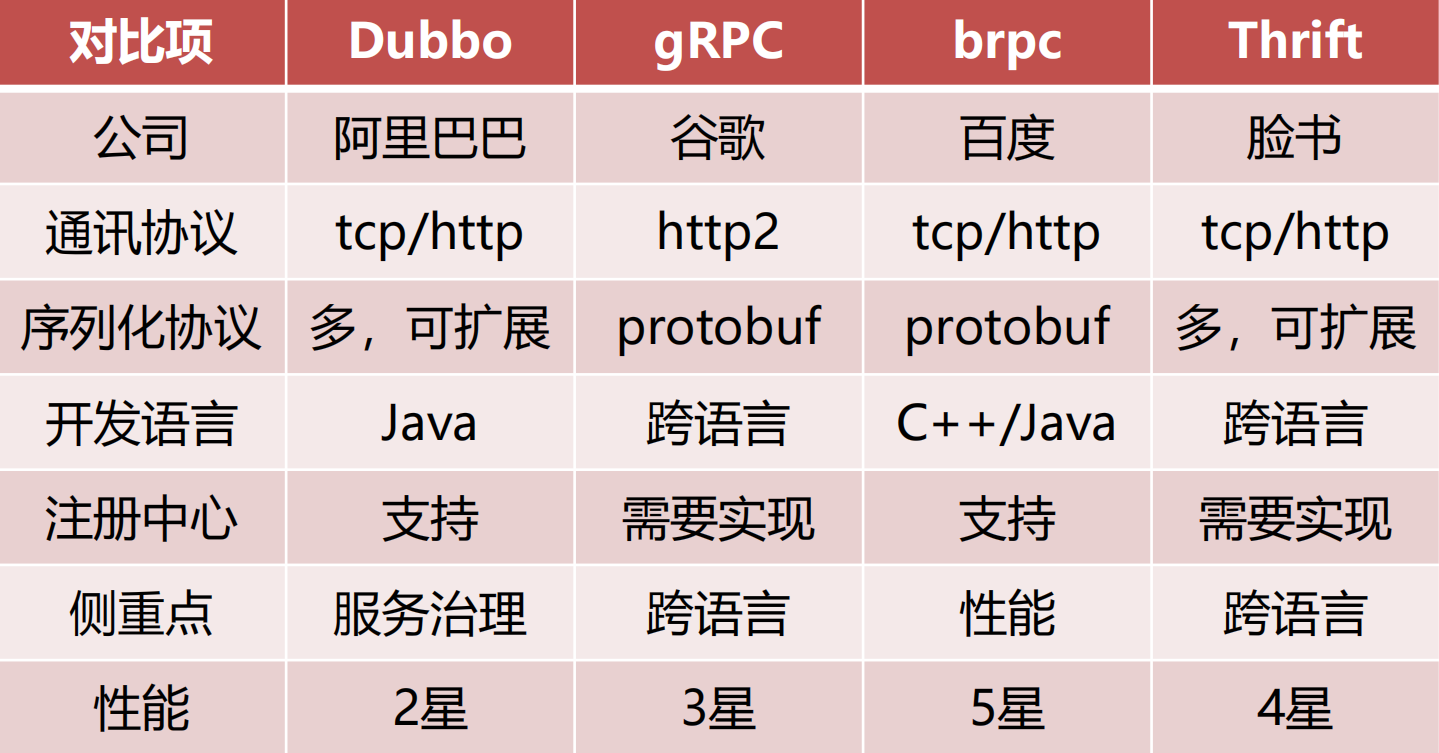 对比项 Dubbo gRPC brpc Thrift
公司 阿里巴巴 谷歌 百度 脸书
通讯协议 tcp/http http2 tcp/http tcp/http
序列化协议 多，可扩展 protobuf protobuf 多，可扩展
开发语言 Java 跨语言 C++/Java 跨语言
注册中心 支持 需要实现 支持 需要实现
侧重点 服务治理 跨语言 性能 跨语言
性能 2星 3星 5星 4星